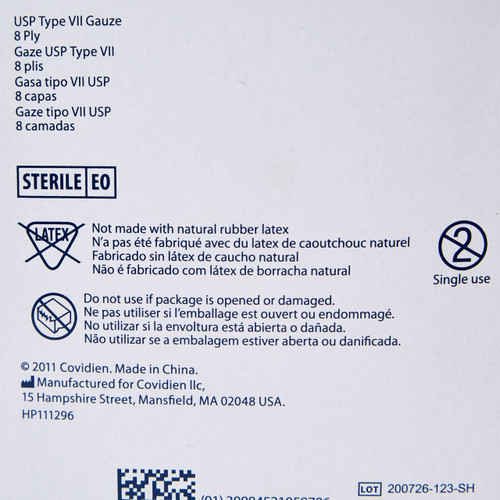 USP Type VII Gauze
8 Ply
Gaze USP Type VII
8 plis
Gasa tipo VII USP
8 capas
Gaze tipo VII USP
8 camadas
STERILE EO
LATEX
Not made with natural rubber latex
N'a pas été fabriqué avec du latex de caoutchouc naturel
Fabricado sin látex de caucho natural
Não é fabricado com látex de borracha natural
2
Single use
Do not use if package is opened or damaged.
Ne pas utiliser si l'emballage est ouvert ou endommagé.
No utilizar si la envoltura está abierta o dañada.
Não utilizar se a embalagem estiver aberta ou danificada.
© 2011 Covidien. Made in China.
Manufactured for Covidien llc,
15 Hampshire Street, Mansfield, MA 02048 USA.
HP111296
LOT 200726-123-SH